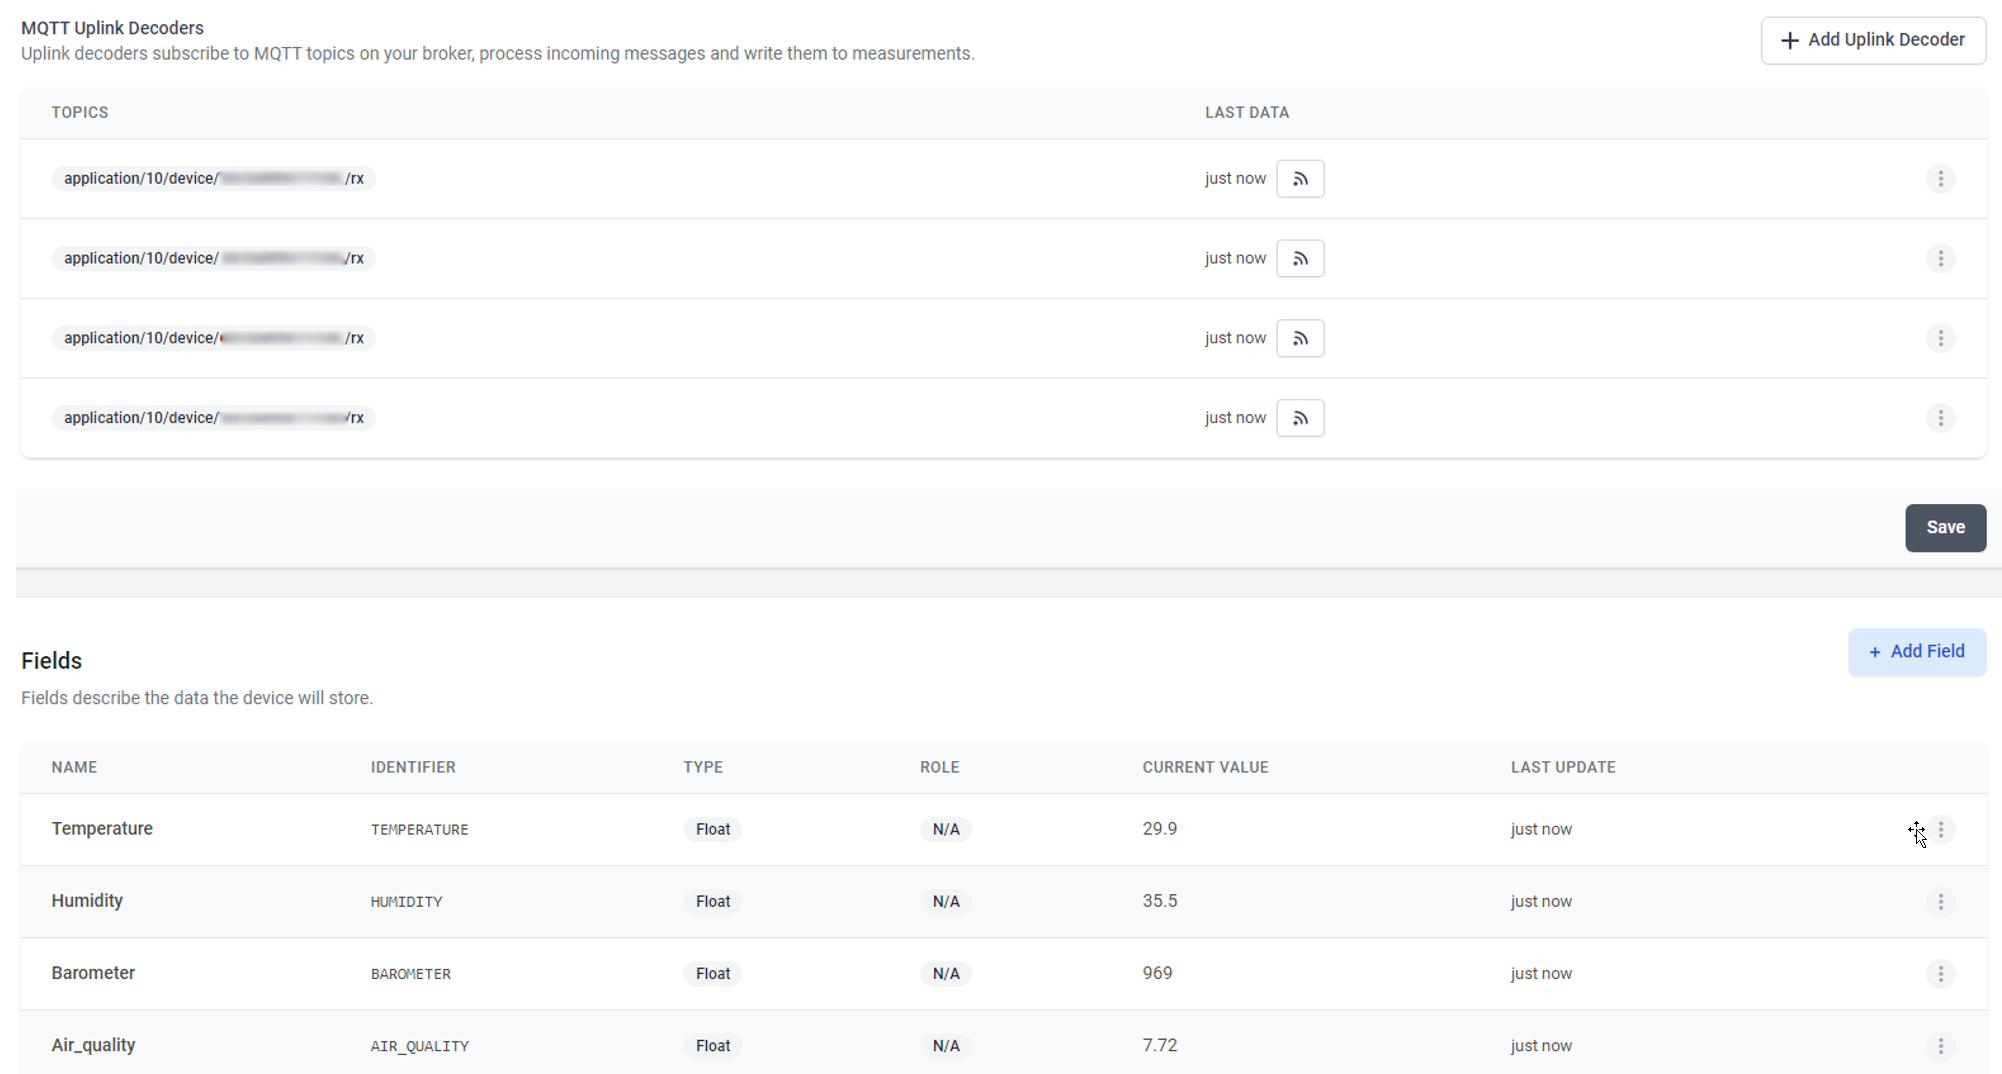 MQTT Uplink Decoders
Uplink decoders subscribe to MQTT topics on your broker, process incoming messages and write them to measurements.
+ Add Uplink Decoder
TOPICS LAST DATA
application/10/device/ /rx just now
application/10/device/ /rx just now
application/10/device/ /rx just now
application/10/device/ /rx just now
Save
Fields
+ Add Field
Fields describe the data the device will store.
NAME IDENTIFIER TYPE ROLE CURRENT VALUE LAST UPDATE
Temperature TEMPERATURE Float N/A 29.9 just now
Humidity HUMIDITY Float N/A 35.5 just now
Barometer BAROMETER Float N/A 969 just now
Air_quality AIR_QUALITY Float N/A 7.72 just now